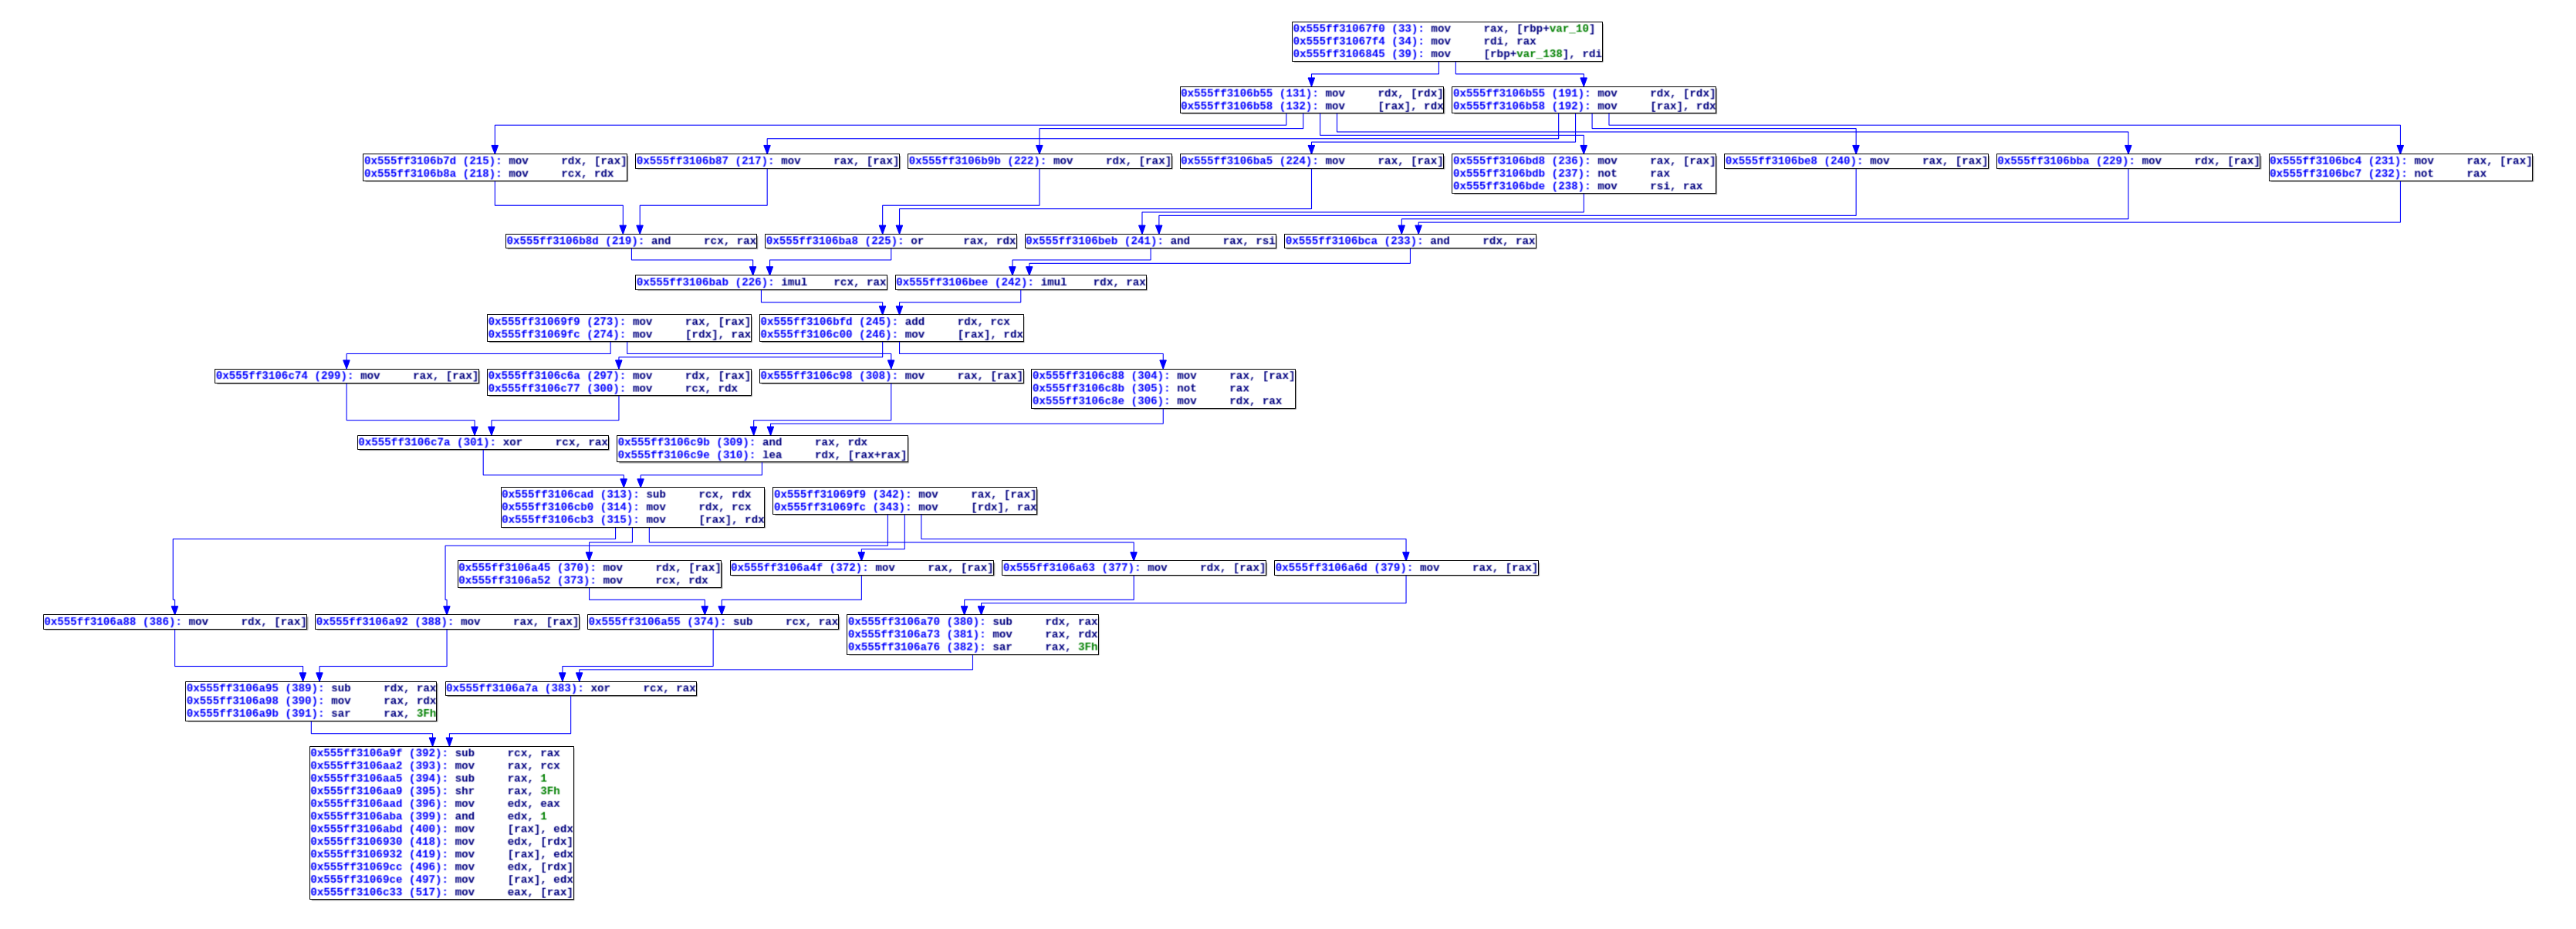 0x555ff31067f0 (33): mov rax, [rbp+var_10]
0x555ff31067f4 (34): mov rdi, rax
0x555ff3106845 (39): mov [rbp+var_138], rdi
0x555ff3106b55 (131): mov rdx, [rdx]
0x555ff3106b58 (132): mov [rax], rdx
0x555ff3106b55 (191): mov rdx, [rdx]
0x555ff3106b58 (192): mov [rax], rdx
0x555ff3106b7d (215): mov rdx, [rax]
0x555ff3106b8a (218): mov rcx, rdx
0x555ff3106b87 (217): mov rax, [rax]
0x555ff3106b9b (222): mov rdx, [rax]
0x555ff3106ba5 (224): mov rax, [rax]
0x555ff3106bd8 (236): mov rax, [rax]
0x555ff3106bdb (237): not rax
0x555ff3106bde (238): mov rsi, rax
0x555ff3106be8 (240): mov rax, [rax]
0x555ff3106bba (229): mov rdx, [rax]
0x555ff3106bc4 (231): mov rax, [rax]
0x555ff3106bc7 (232): not rax
0x555ff3106b8d (219): and rcx, rax
0x555ff3106ba8 (225): or rax, rdx
0x555ff3106beb (241): and rax, rsi
0x555ff3106bca (233): and rdx, rax
0x555ff3106bab (226): imul rcx, rax
0x555ff3106bee (242): imul rdx, rax
0x555ff31069f9 (273): mov rax, [rax]
0x555ff31069fc (274): mov [rdx], rax
0x555ff3106bfd (245): add rdx, rcx
0x555ff3106c00 (246): mov [rax], rdx
0x555ff3106c74 (299): mov rax, [rax]
0x555ff3106c6a (297): mov rdx, [rax]
0x555ff3106c77 (300): mov rcx, rdx
0x555ff3106c98 (308): mov rax, [rax]
0x555ff3106c88 (304): mov rax, [rax]
0x555ff3106c8b (305): not rax
0x555ff3106c8e (306): mov rdx, rax
0x555ff3106c7a (301): xor rcx, rax
0x555ff3106c9b (309): and rax, rdx
0x555ff3106c9e (310): lea rdx, [rax+rax]
0x555ff3106cad (313): sub rcx, rdx
0x555ff3106cb0 (314): mov rdx, rcx
0x555ff3106cb3 (315): mov [rax], rdx
0x555ff31069f9 (342): mov rax, [rax]
0x555ff31069fc (343): mov [rdx], rax
0x555ff3106a45 (370): mov rdx, [rax]
0x555ff3106a52 (373): mov rcx, rdx
0x555ff3106a4f (372): mov rax, [rax]
0x555ff3106a63 (377): mov rdx, [rax]
0x555ff3106a6d (379): mov rax, [rax]
0x555ff3106a88 (386): mov rdx, [rax]
0x555ff3106a92 (388): mov rax, [rax]
0x555ff3106a55 (374): sub rcx, rax
0x555ff3106a70 (380): sub rdx, rax
0x555ff3106a73 (381): mov rax, rdx
0x555ff3106a76 (382): sar rax, 3Fh
0x555ff3106a95 (389): sub rdx, rax
0x555ff3106a98 (390): mov rax, rdx
0x555ff3106a9b (391): sar rax, 3Fh
0x555ff3106a7a (383): xor rcx, rax
0x555ff3106a9f (392): sub rcx, rax
0x555ff3106aa2 (393): mov rax, rcx
0x555ff3106aa5 (394): sub rax, 1
0x555ff3106aa9 (395): shr rax, 3Fh
0x555ff3106aad (396): mov edx, eax
0x555ff3106aba (399): and edx, 1
0x555ff3106abd (400): mov [rax], edx
0x555ff3106930 (418): mov edx, [rdx]
0x555ff3106932 (419): mov [rax], edx
0x555ff31069cc (496): mov edx, [rdx]
0x555ff31069ce (497): mov [rax], edx
0x555ff3106c33 (517): mov eax, [rax]